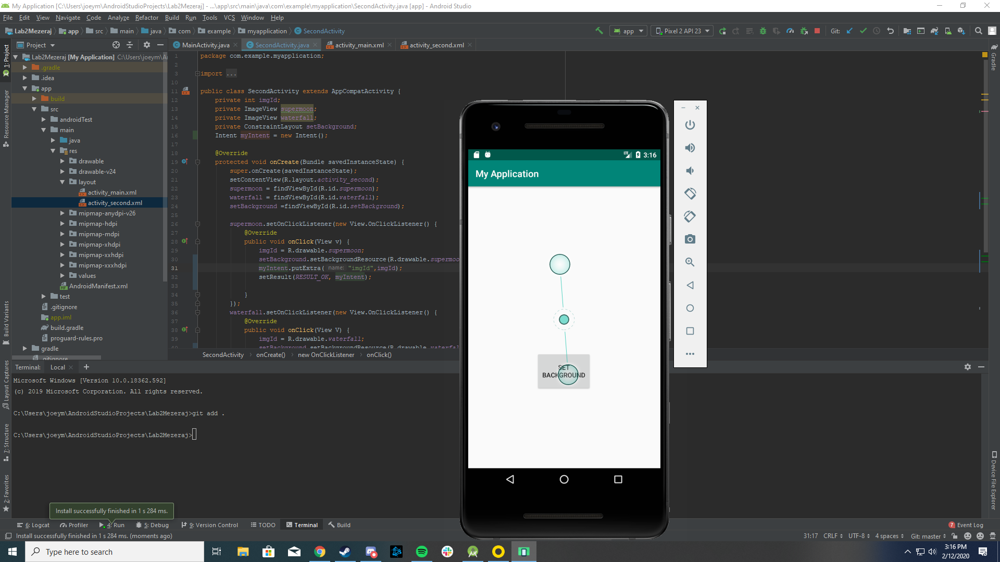 My Application [C:\Users\joeym\AndroidStudioProjects\Lab2Mezeraj] - ...\app\src\main\java\com\example\myapplication\SecondActivity.java [app] - Android Studio
File Edit View Navigate Code Analyze Refactor Build Run Tools VCS Window Help
Lab2Mezeraj app src main java com example myapplication SecondActivity
app Pixel 2 API 23 Git:
Project
MainActivity.java SecondActivity.java activity_main.xml activity_second.xml
1: Project
Resource Manager
Build Variants
Layout Captures
7: Structure
2: Favorites
Lab2Mezeraj [My Application] C:\Users\joeym\A
.gradle
.idea
app
build
src
androidTest
main
java
res
drawable
drawable-v24
layout
activity_main.xml
activity_second.xml
mipmap-anydpi-v26
mipmap-hdpi
mipmap-mdpi
mipmap-xhdpi
mipmap-xxhdpi
mipmap-xxxhdpi
values
AndroidManifest.xml
test
.gitignore
app.iml
build.gradle
proguard-rules.pro
gradle
.gitignore
1 package com.example.myapplication;
2
3 import ...
10
11 public class SecondActivity extends AppCompatActivity {
12 private int imgId;
13 private ImageView supermoon;
14 private ImageView waterfall;
15 private ConstraintLayout setBackground;
16 Intent myIntent = new Intent();
17
18 @Override
19 protected void onCreate(Bundle savedInstanceState) {
20 super.onCreate(savedInstanceState);
21 setContentView(R.layout.activity_second);
22 supermoon = findViewById(R.id.supermoon);
23 waterfall = findViewById(R.id.waterfall);
24 setBackground =findViewById(R.id.setBackground);
25
26 supermoon.setOnClickListener(new View.OnClickListener() {
27 @Override
28 public void onClick(View v) {
29 imgId = R.drawable.supermoon;
30 setBackground.setBackgroundResource(R.drawable.supermoo
31 myIntent.putExtra( name: "imgId",imgId);
32 setResult(RESULT_OK, myIntent);
33
34 }
35 });
36 waterfall.setOnClickListener(new View.OnClickListener() {
37 @Override
38 public void onClick(View V) {
39 imgId = R.drawable.waterfall;
40 setBackground.setBackgroundResource(R.drawable.waterfal
SecondActivity onCreate() new OnClickListener onClick()
LTE 3:16
My Application
SET
BACKGROUND
Gradle
Device File Explorer
Terminal: Local
Microsoft Windows [Version 10.0.18362.592]
(c) 2019 Microsoft Corporation. All rights reserved.
C:\Users\joeym\AndroidStudioProjects\Lab2Mezeraj>git add .
C:\Users\joeym\AndroidStudioProjects\Lab2Mezeraj>
Install successfully finished in 1 s 284 ms.
6: Logcat Profiler 4: Run 5: Debug 9: Version Control TODO Terminal Build 7 Event Log
Install successfully finished in 1 s 284 ms. (moments ago) 31:17 CRLF UTF-8 4 spaces Git: master
Type here to search
3:16 PM
2/12/2020